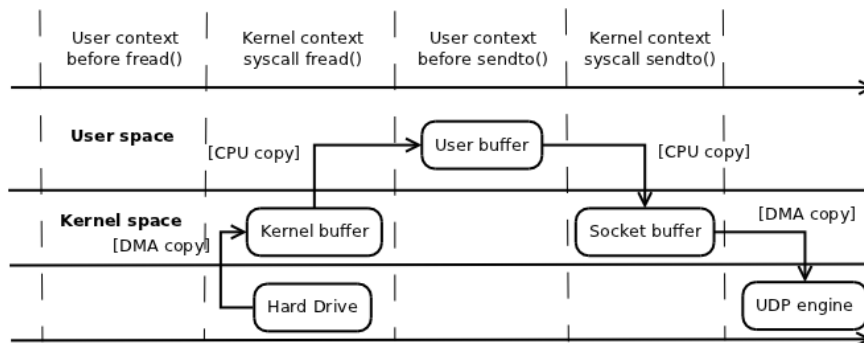 User context
before fread()
Kernel context
syscall fread()
User context
before sendto()
Kernel context
syscall sendto()
User space
[CPU copy]
User buffer
[CPU copy]
Kernel space
[DMA copy]
Kernel buffer
Socket buffer
[DMA copy]
Hard Drive
UDP engine